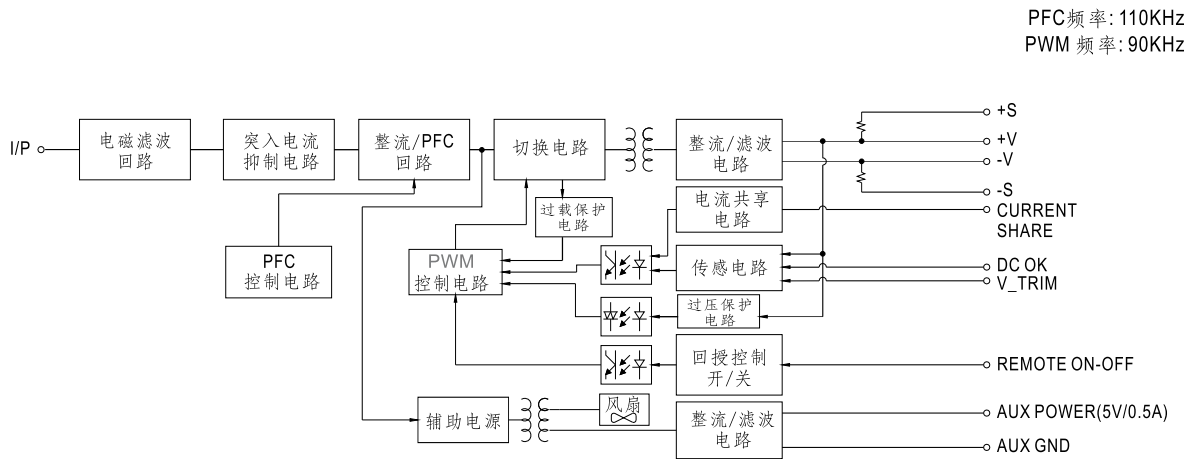 PFC频率: 110KHz
PWM 频率: 90KHz
I/P
电磁滤波
回路
突入电流
抑制电路
整流/PFC
回路
切换电路
整流/滤波
电路
+S
+V
-V
-S
电流共享
电路
CURRENT
SHARE
过载保护
电路
PFC
控制电路
PWM
控制电路
传感电路
DC OK
V_TRIM
过压保护
电路
回授控制
开/关
REMOTE ON-OFF
辅助电源
风扇
整流/滤波
电路
AUX POWER(5V/0.5A)
AUX GND